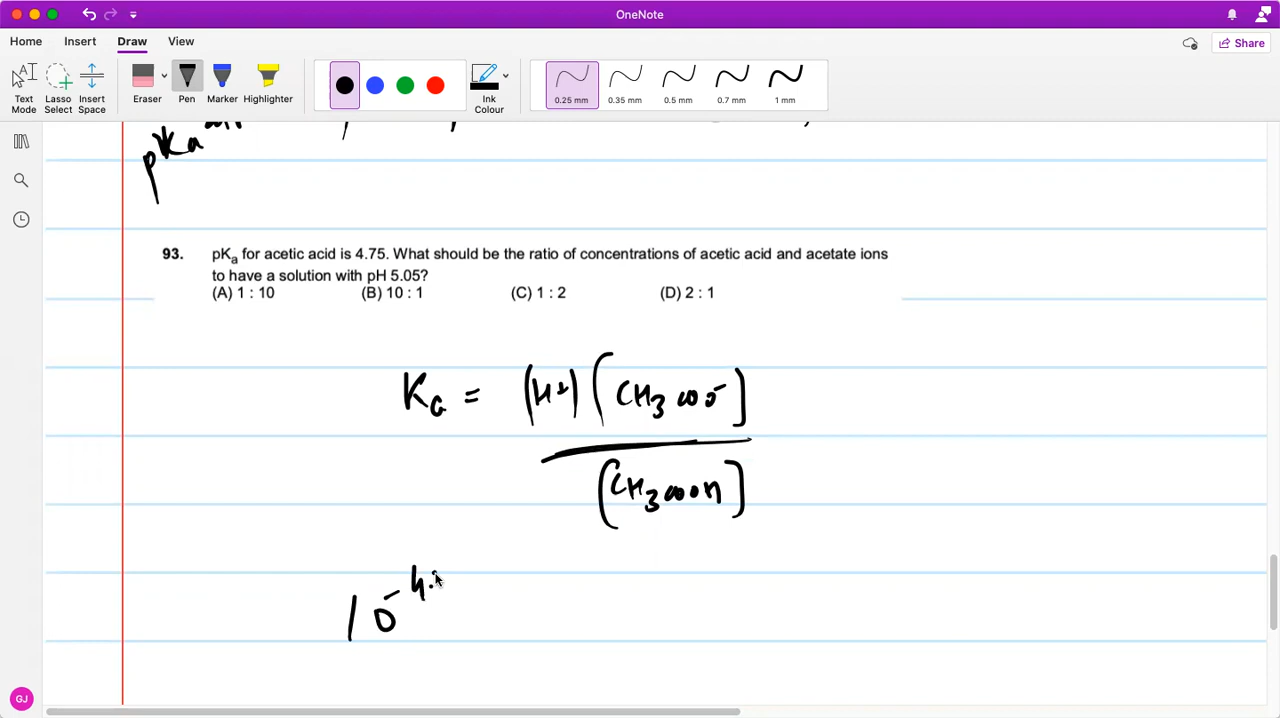 OneNote
Home Insert Draw View
Share
Text Mode
Lasso Select
Insert Space
Eraser
Pen
Marker
Highlighter
Ink Colour
0.25 mm
0.35 mm
0.5 mm
0.7 mm
1 mm
pKa
93. pKa for acetic acid is 4.75. What should be the ratio of concentrations of acetic acid and acetate ions
to have a solution with pH 5.05?
(A) 1 : 10 (B) 10 : 1 (C) 1 : 2 (D) 2 : 1
Ka = [H+] [CH3COO-]
[CH3COOH]
10-4.
GJ